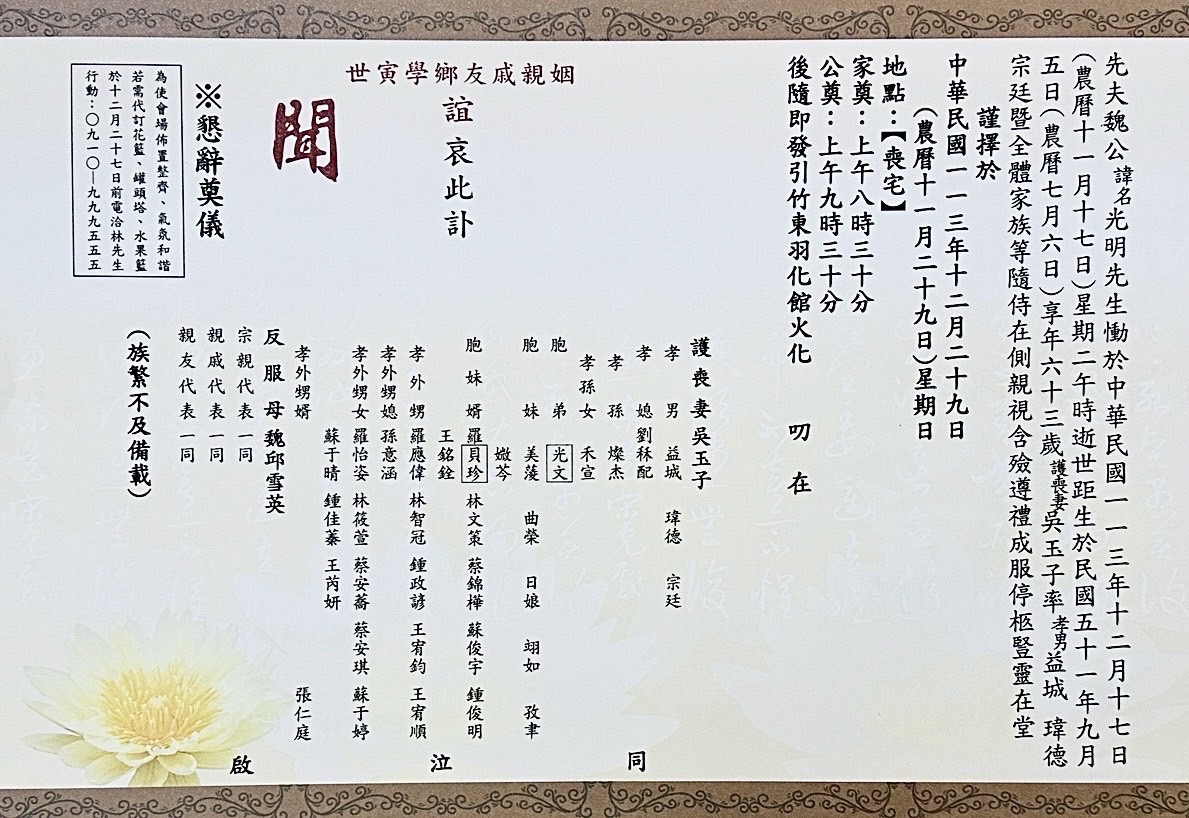 先夫魏公諱名光明先生慟於中華民國一一三年十二月十七日
（農曆十一月十七日）星期二午時逝世距生於民國五十一年九月
五日（農曆七月六日）享年六十三歲護喪妻吳玉子率孝男益城 瑋德
宗廷暨全體家族等隨侍在側親視含殮遵禮成服停柩豎靈在堂
謹擇於
中華民國一一三年十二月二十九日
（農曆十一月二十九日）星期日
地點：【喪宅】
家奠：上午八時三十分
公奠：上午九時三十分
後隨即發引竹東羽化館火化 叨在
姻親戚友鄉學寅世
誼哀此訃
聞
護喪妻 吳玉子
孝男 益城 瑋德 宗廷
孝媳 劉秝配
孝孫 燦杰
孝孫女 禾宣
胞弟 光文
胞妹 美蓤 曲榮 日娘 翊如 孜聿
媺芩
胞妹婿 羅貝珍 林文策 蔡錦樺 蘇俊宇 鍾俊明
王銘銓
孝外甥 羅應偉 林智冠 鍾政諺 王宥鈞 王宥順
孝外甥媳 孫意涵
孝外甥女 羅怡姿 林筱萱 蔡安蕎 蔡安琪 蘇于婷
蘇于晴 鍾佳蓁 王芮妍
孝外甥婿 張仁庭
反服母 魏邱雪英
宗親代表一同
親戚代表一同
親友代表一同
（族繁不及備載）
同 泣 啟
※懇辭奠儀
為使會場佈置整齊、氣氛和諧
若需代訂花籃、罐頭塔、水果籃
於十二月二十七日前電洽林先生
行動：〇九一〇－九九九五五五